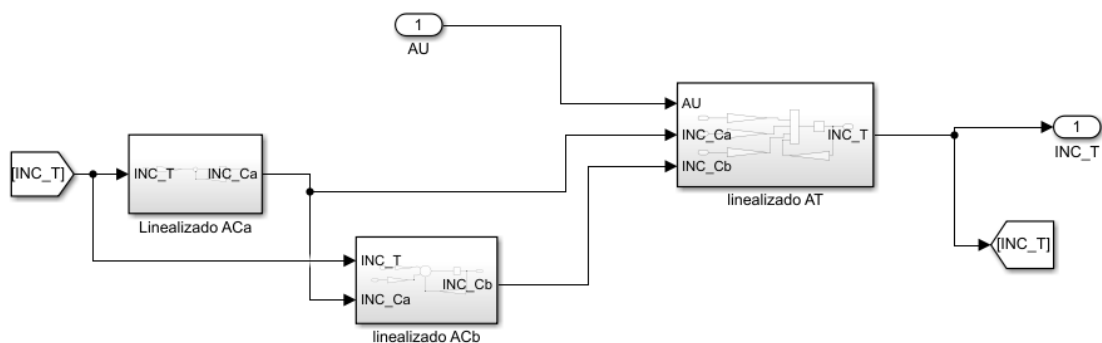 1
AU
AU
INC_Ca
INC_Cb
INC_T
linealizado AT
1
INC_T
[INC_T]
INC_T
INC_Ca
Linealizado ACa
INC_T
INC_Ca
INC_Cb
linealizado ACb
[INC_T]